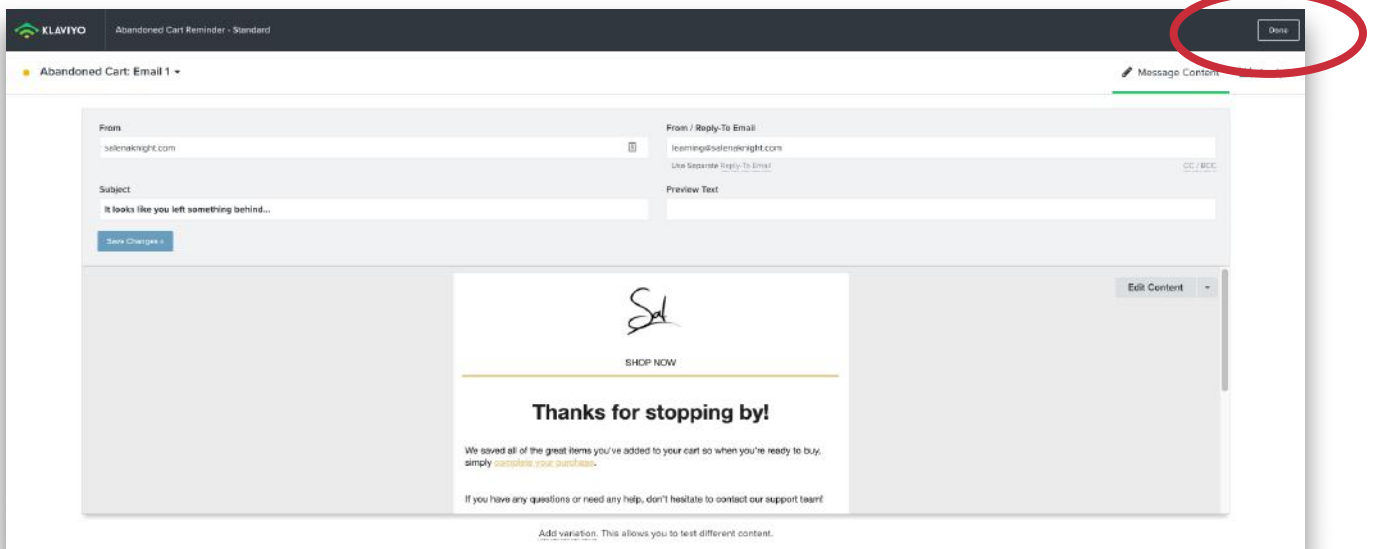 KLAVIYO
Abandoned Cart Reminder - Standard
Done
Abandoned Cart: Email 1
Message Content
From
From / Reply-To Email
salenaknight.com
learning@salenaknight.com
Use Separate Reply-To Email
CC / BCC
Subject
Preview Text
It looks like you left something behind...
Save Changes
Edit Content
Sal
SHOP NOW
Thanks for stopping by!
We saved all of the great items you've added to your cart so when you're ready to buy,
simply complete your purchase.
If you have any questions or need any help, don't hesitate to contact our support team!
Add variation. This allows you to test different content.